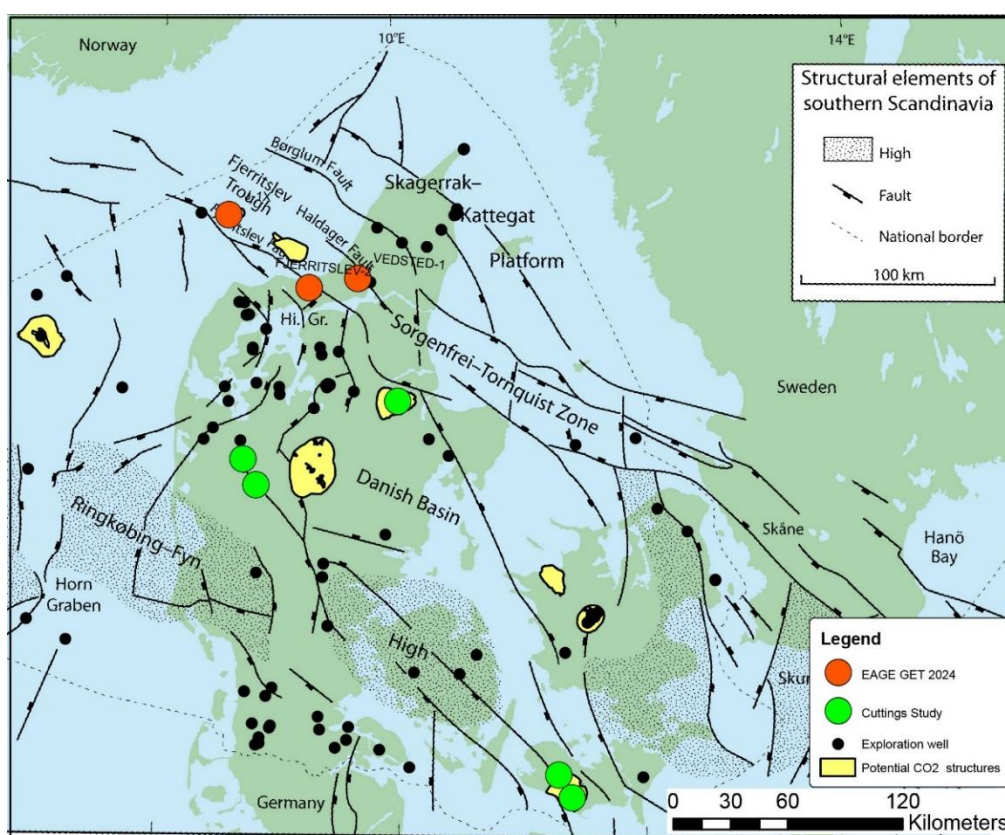 Norway
10°E
14°E
Structural elements of
southern Scandinavia
High
Fault
National border
100 km
Børglum Fault
Fjerritslev
Trough
Skagerrak–
Kattegat
Platform
Haldager Fault
VEDSTED-1
FJERRITSLEV-2
Hi. Gr.
Sorgenfrei–Tornquist Zone
Sweden
Danish Basin
Ringkøbing–Fyn
High
Skåne
Hanö
Bay
Horn
Graben
Germany
Legend
EAGE GET 2024
Cuttings Study
Exploration well
Potential CO2 structures
0 30 60 120
Kilometers